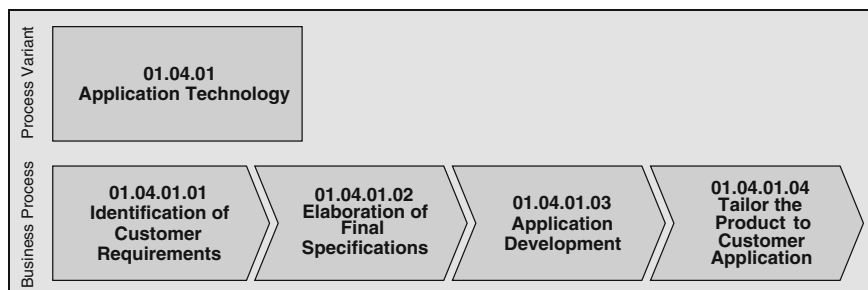 Process Variant
01.04.01
Application Technology
Business Process
01.04.01.01
Identification of
Customer
Requirements
01.04.01.02
Elaboration of
Final
Specifications
01.04.01.03
Application
Development
01.04.01.04
Tailor the
Product to
Customer
Application